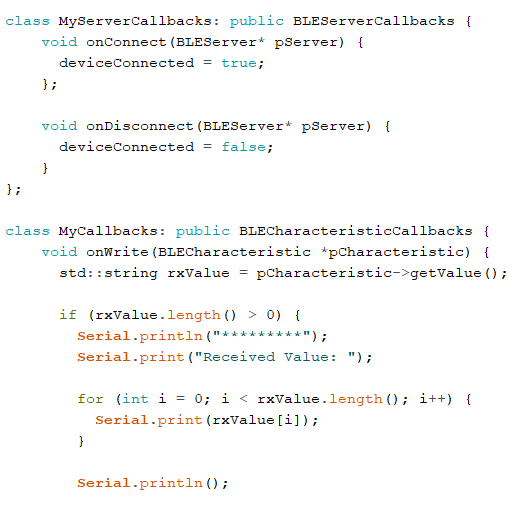 class MyServerCallbacks: public BLEServerCallbacks {
    void onConnect(BLEServer* pServer) {
      deviceConnected = true;
    };

    void onDisconnect(BLEServer* pServer) {
      deviceConnected = false;
    }
};

class MyCallbacks: public BLECharacteristicCallbacks {
    void onWrite(BLECharacteristic *pCharacteristic) {
      std::string rxValue = pCharacteristic->getValue();

      if (rxValue.length() > 0) {
        Serial.println("*********");
        Serial.print("Received Value: ");

        for (int i = 0; i < rxValue.length(); i++) {
          Serial.print(rxValue[i]);
        }

        Serial.println();